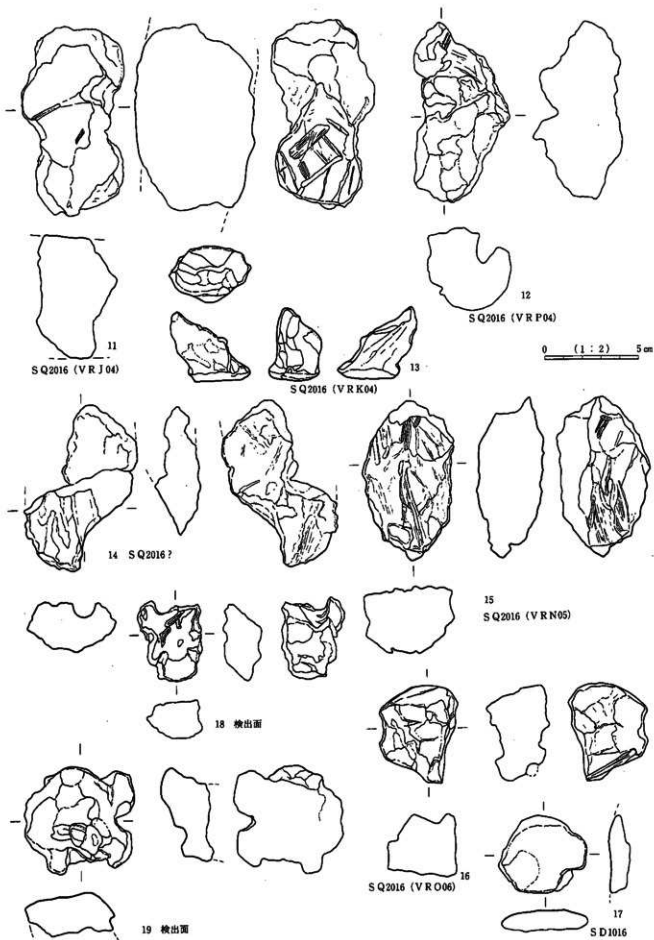 12
SQ2016 (VRP04)
11
SQ2016 (VRJ04)
13
SQ2016 (VRK04)
0 (1:2) 5cm
14 SQ2016?
15
SQ2016 (VRN05)
18 検出面
16
SQ2016 (VRO06)
17
SD1016
19 検出面